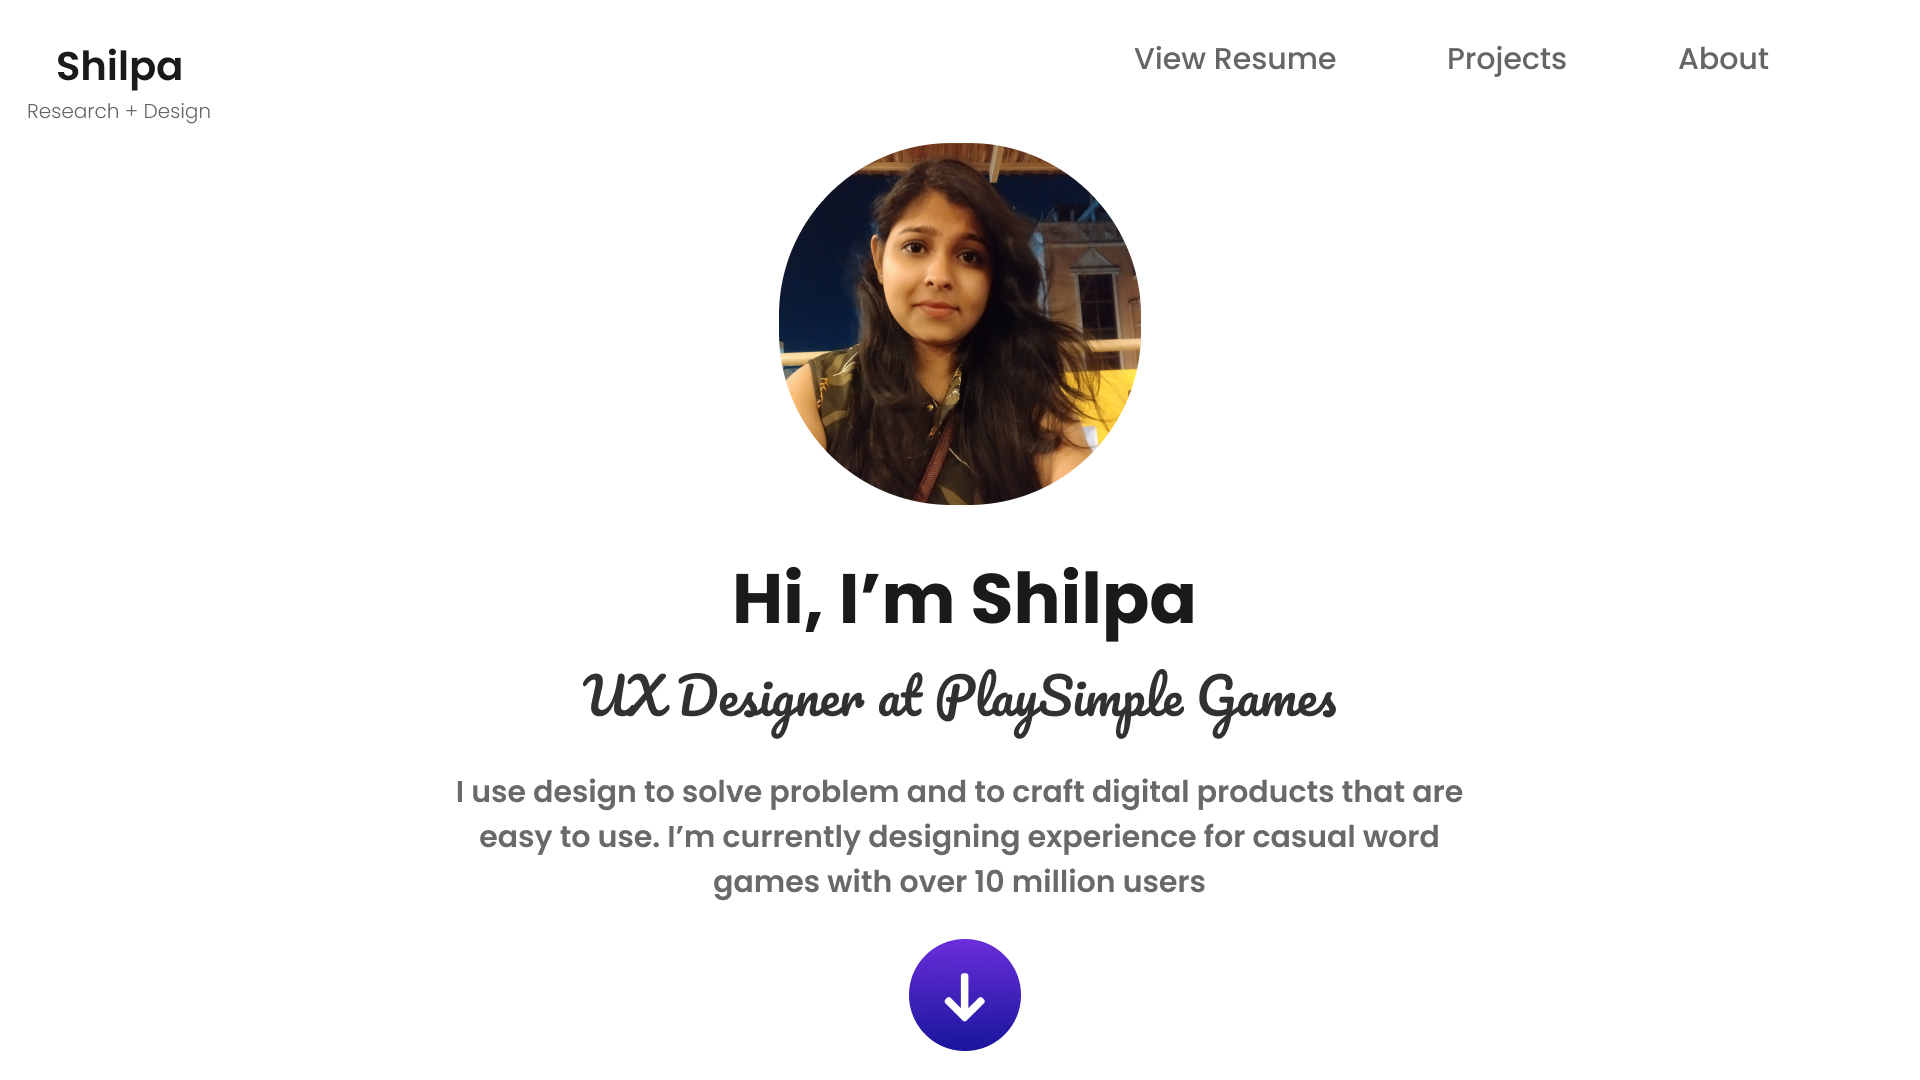 Shilpa
Research + Design
View Resume
Projects
About
Hi, I’m Shilpa
UX Designer at PlaySimple Games
I use design to solve problem and to craft digital products that are
easy to use. I’m currently designing experience for casual word
games with over 10 million users